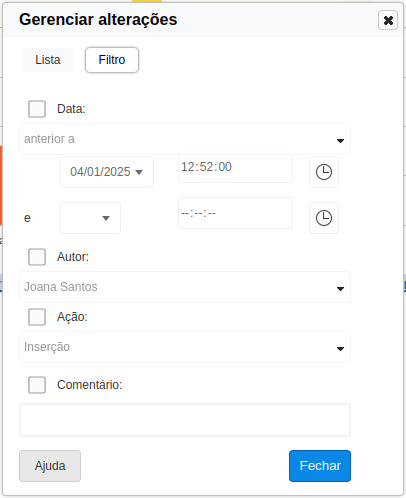 Gerenciar alterações
Lista
Filtro
Data:
anterior a
04/01/2025
12:52:00
e
--:--:--
Autor:
Joana Santos
Ação:
Inserção
Comentário:
Ajuda
Fechar